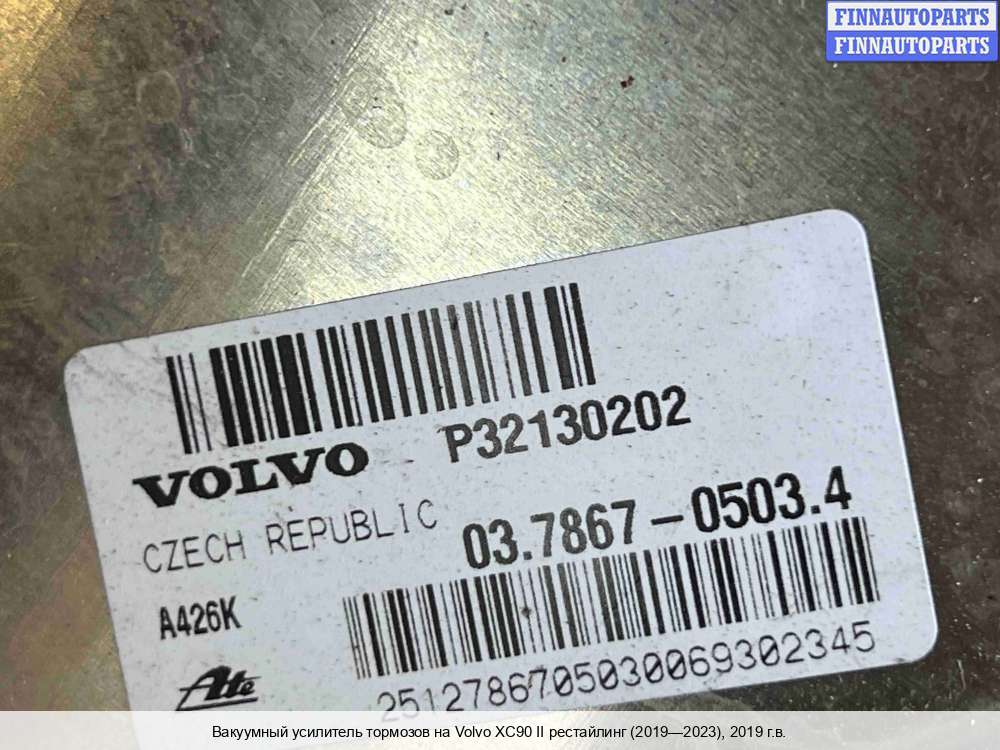 FINNAUTOPARTS
FINNAUTOPARTS
VOLVO P32130202
CZECH REPUBLIC 03.7867-0503.4
A426K
Ate 2512786705030069302345
Вакуумный усилитель тормозов на Volvo XC90 II рестайлинг (2019—2023), 2019 г.в.